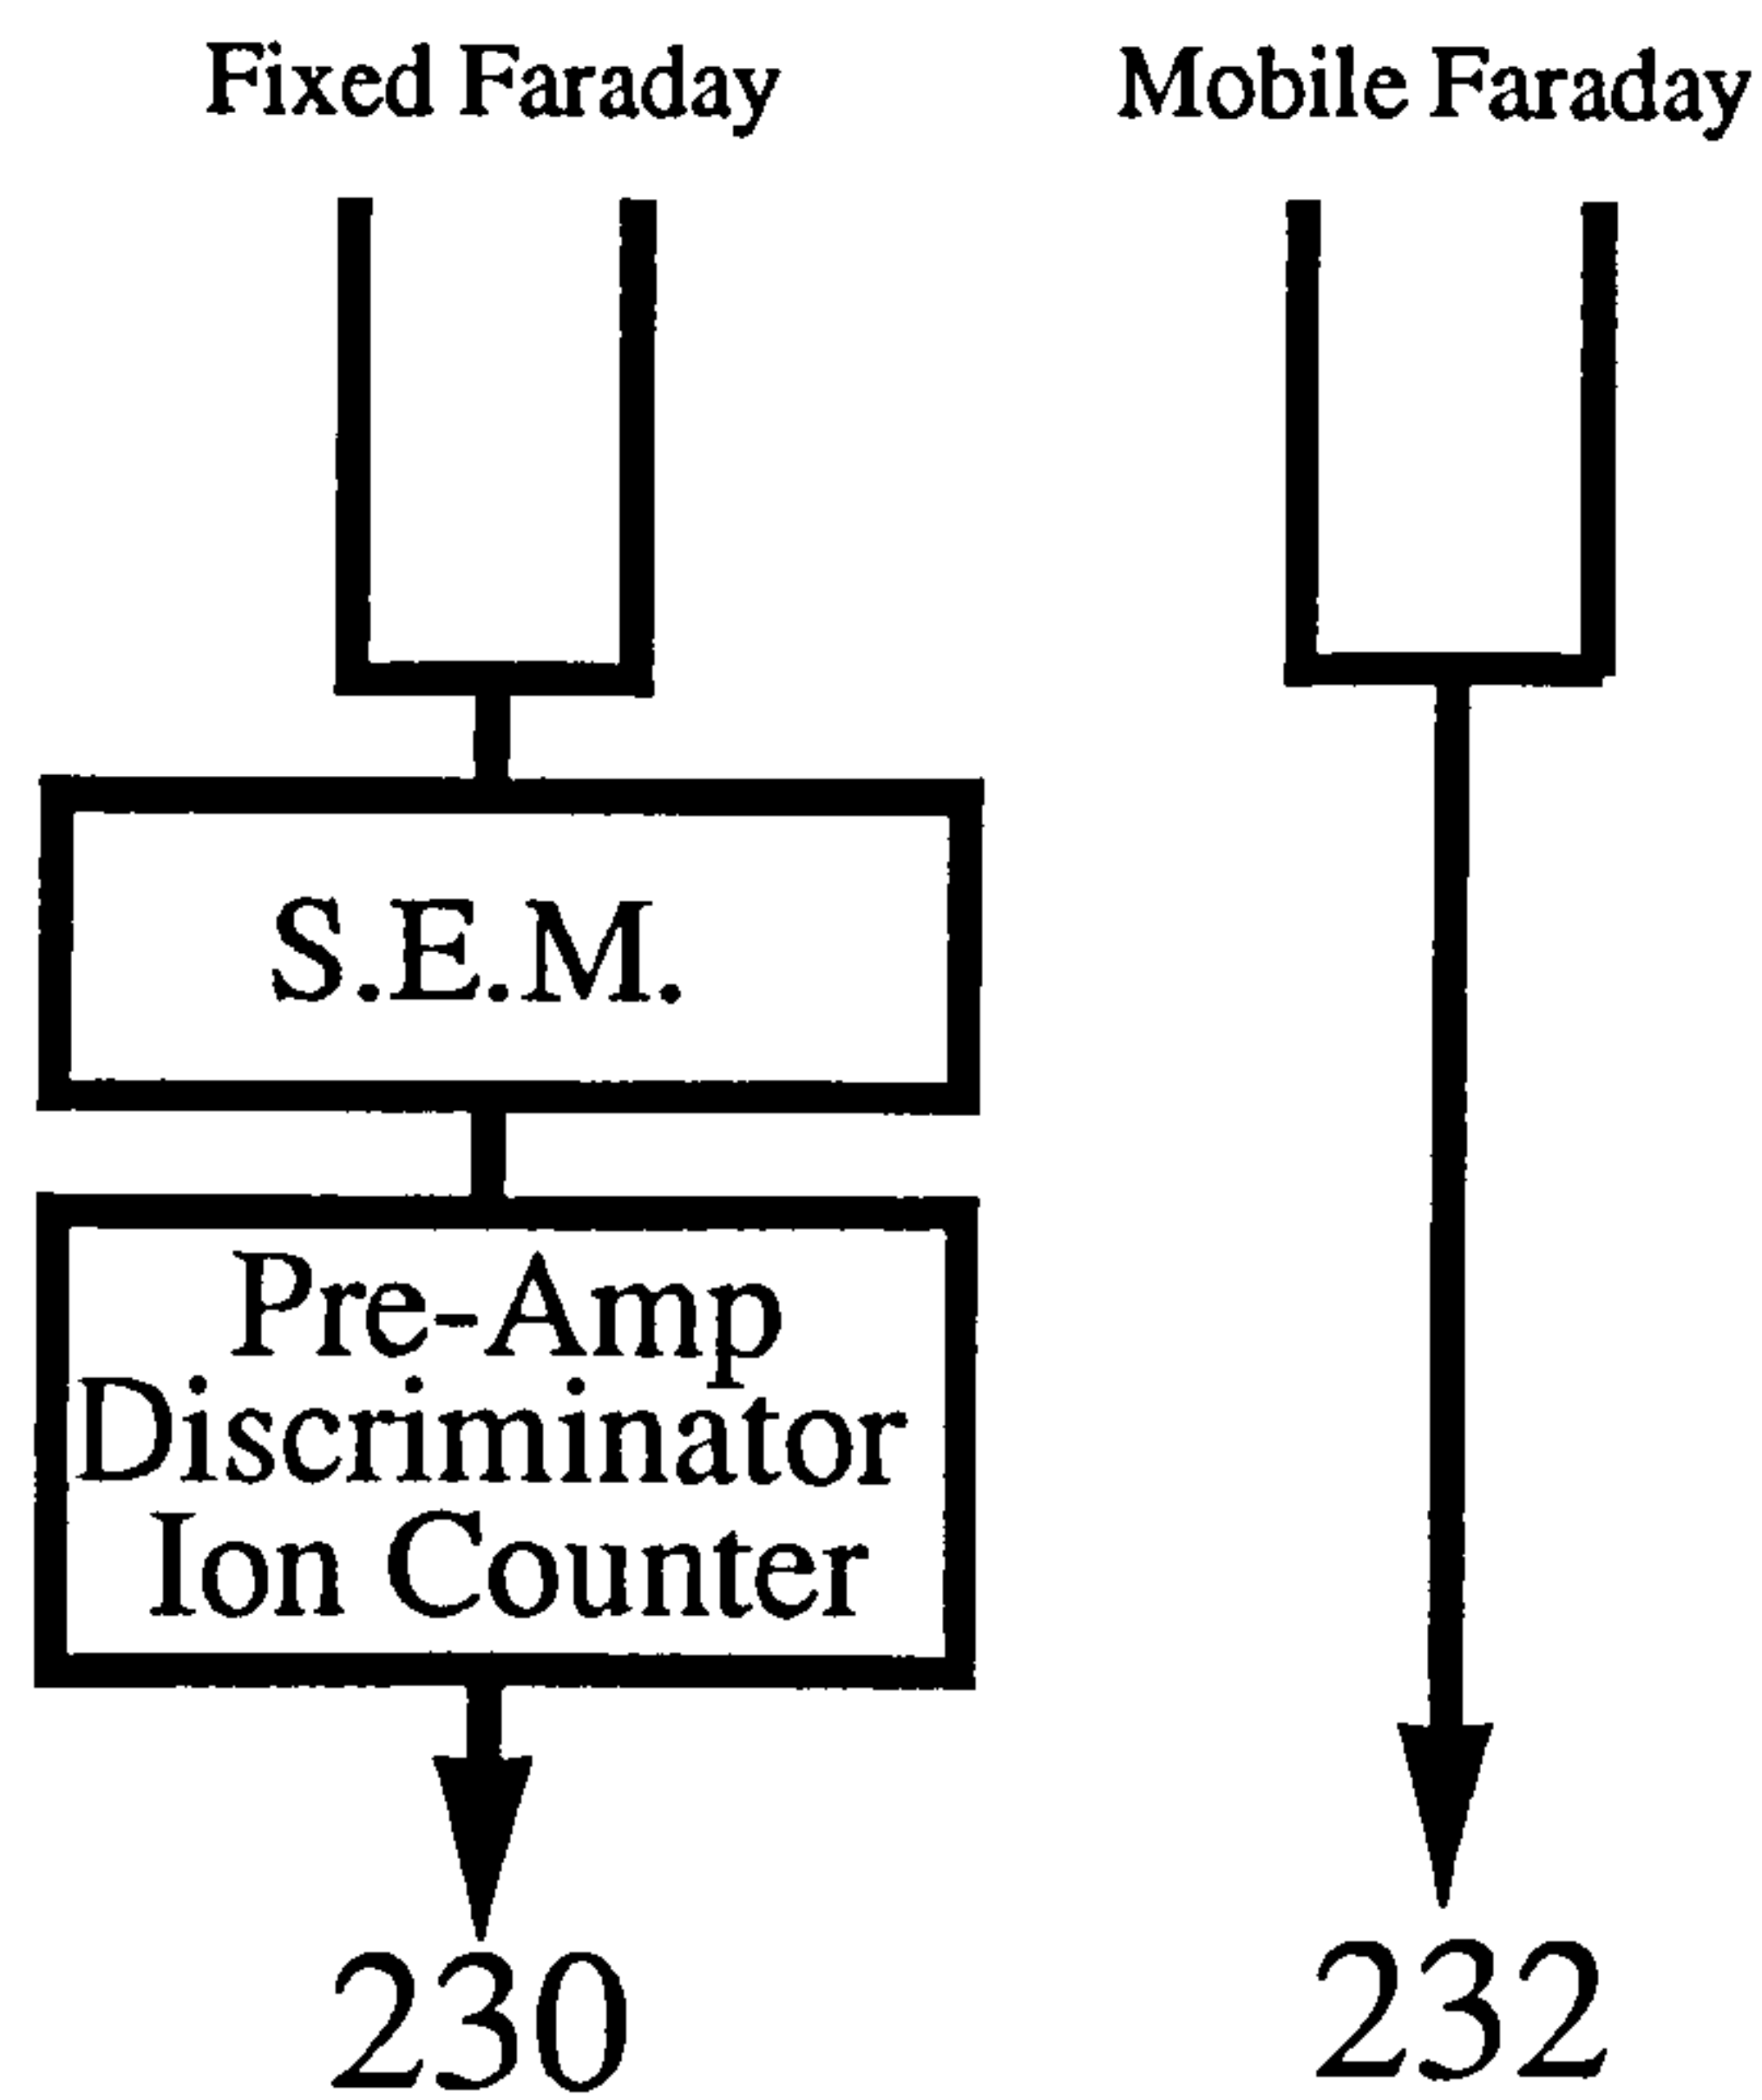 Fixed Faraday
Mobile Faraday
S.E.M.
Pre-Amp
Discriminator
Ion Counter
230
232